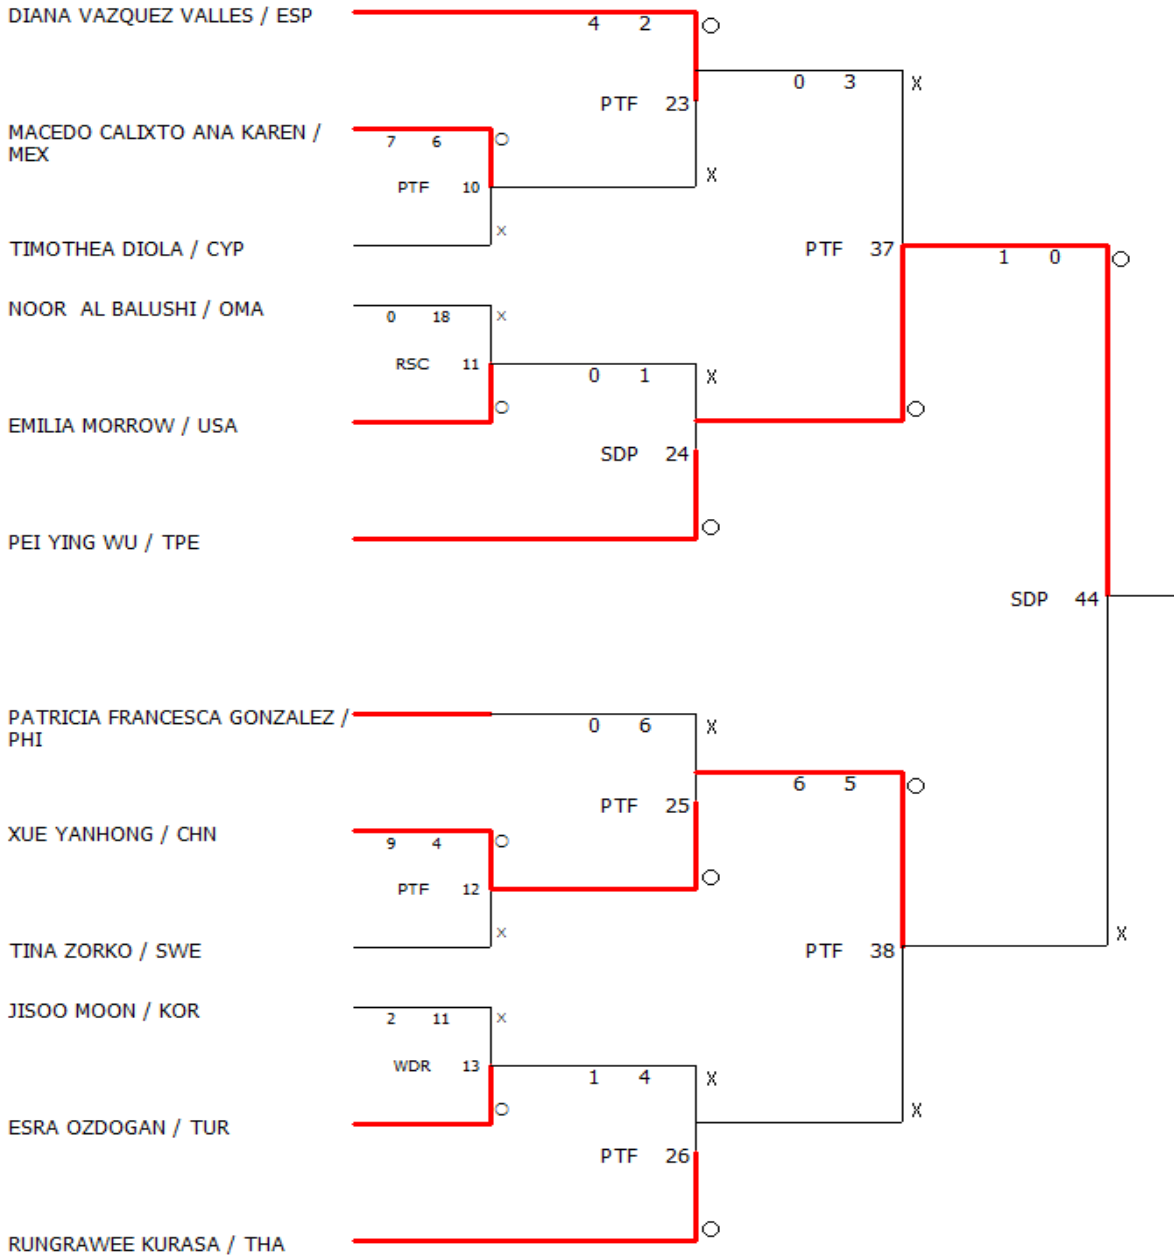 DIANA VAZQUEZ VALLES / ESP
4 2 O
0 3 X
PTF 23
MACEDO CALIXTO ANA KAREN /
MEX
7 6 O
PTF 10
X
X
TIMOTHEA DIOLA / CYP
PTF 37
1 0 O
NOOR AL BALUSHI / OMA
0 18 X
RSC 11
0 1 X
O
O
EMILIA MORROW / USA
SDP 24
O
PEI YING WU / TPE
SDP 44
PATRICIA FRANCESCA GONZALEZ /
PHI
0 6 X
6 5 O
PTF 25
XUE YANHONG / CHN
9 4 O
PTF 12
O
X
X
TINA ZORKO / SWE
PTF 38
JISOO MOON / KOR
2 11 X
WDR 13
1 4 X
O
X
ESRA OZDOGAN / TUR
PTF 26
O
RUNGRAWEE KURASA / THA